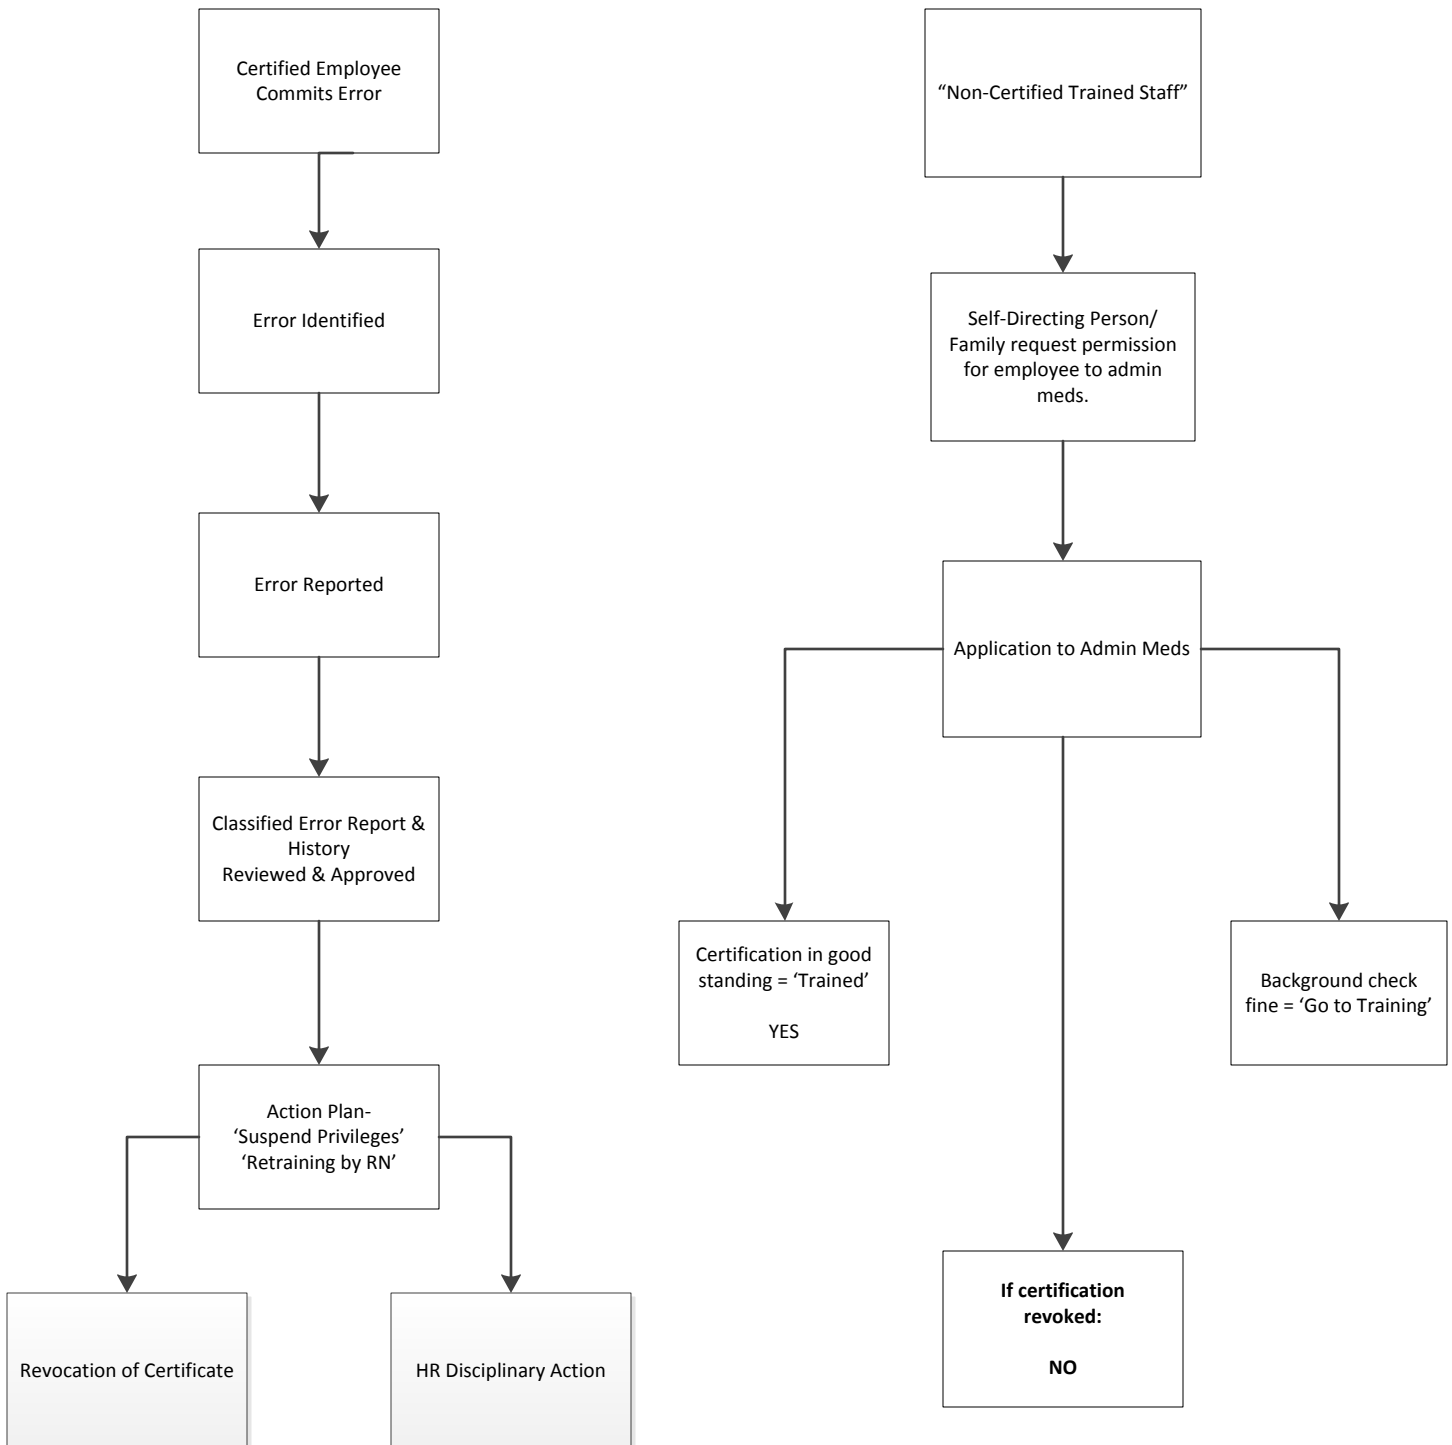 Certified Employee
Commits Error
Error Identified
Error Reported
Classified Error Report &
History
Reviewed & Approved
Action Plan-
‘Suspend Privileges’
‘Retraining by RN’
Revocation of Certificate
HR Disciplinary Action
“Non-Certified Trained Staff”
Self-Directing Person/
Family request permission
for employee to admin
meds.
Application to Admin Meds
Certification in good
standing = ‘Trained’
YES
Background check
fine = ‘Go to Training’
If certification
revoked:
NO